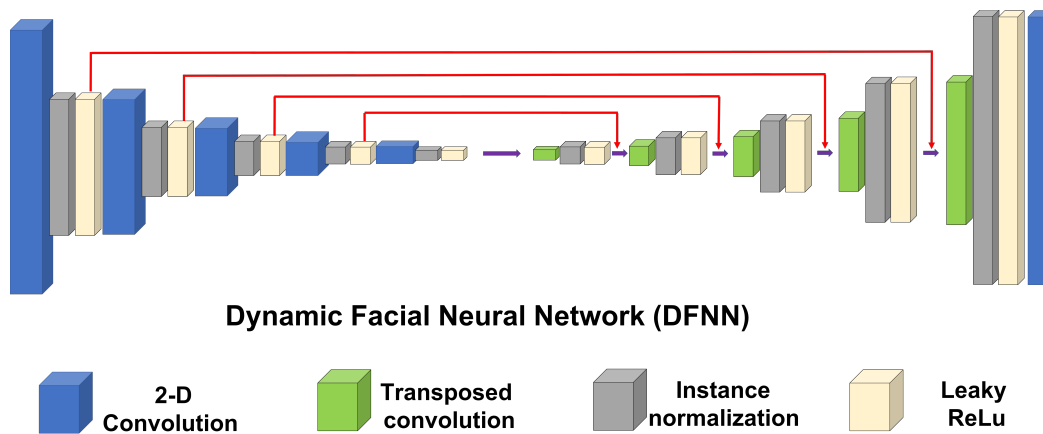 Dynamic Facial Neural Network (DFNN)
2-D
Convolution
Transposed
convolution
Instance
normalization
Leaky
ReLu